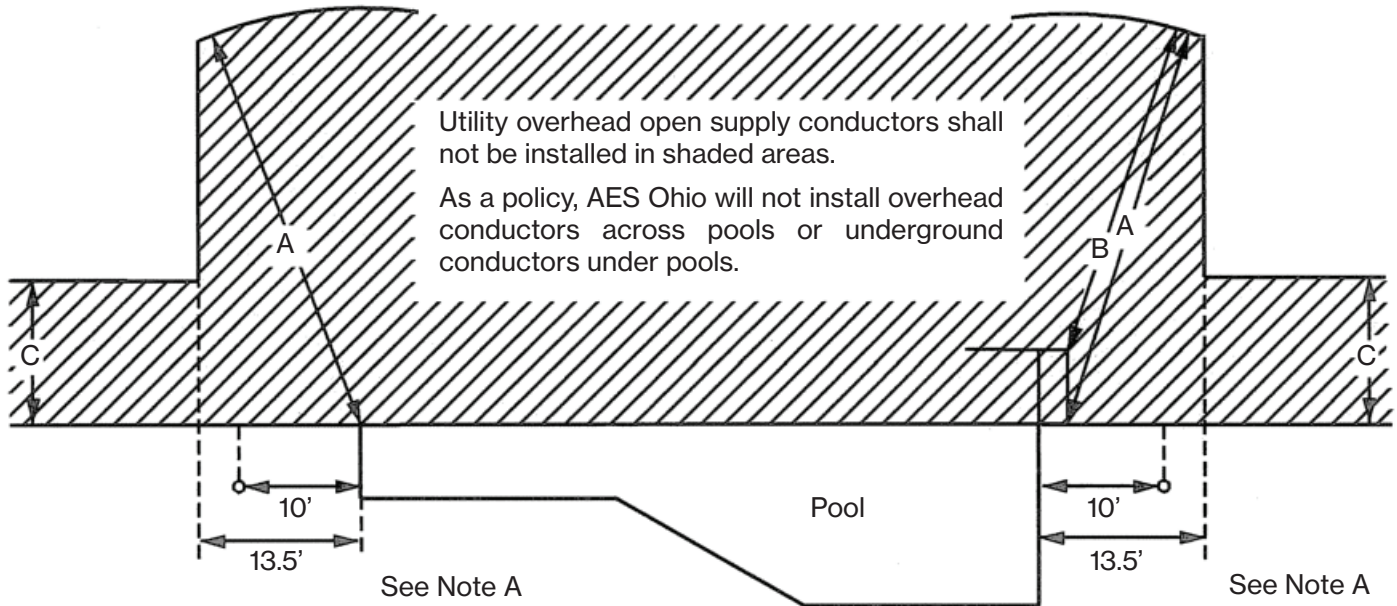 Utility overhead open supply conductors shall
not be installed in shaded areas.
As a policy, AES Ohio will not install overhead
conductors across pools or underground
conductors under pools.
A
B
A
C
C
10'
13.5'
See Note A
Pool
10'
13.5'
See Note A